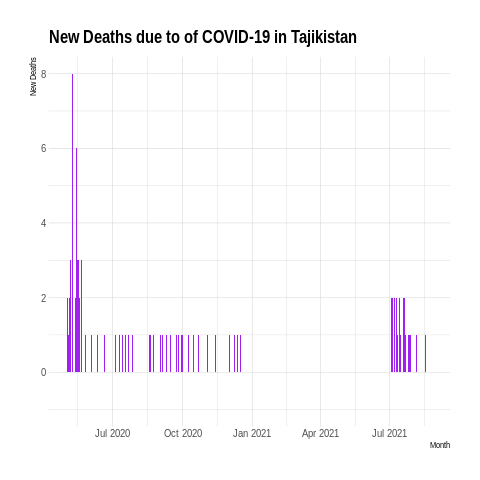 New Deaths due to of COVID-19 in Tajikistan
New Deaths
8
6
4
2
0
Jul 2020 Oct 2020 Jan 2021 Apr 2021 Jul 2021
Month